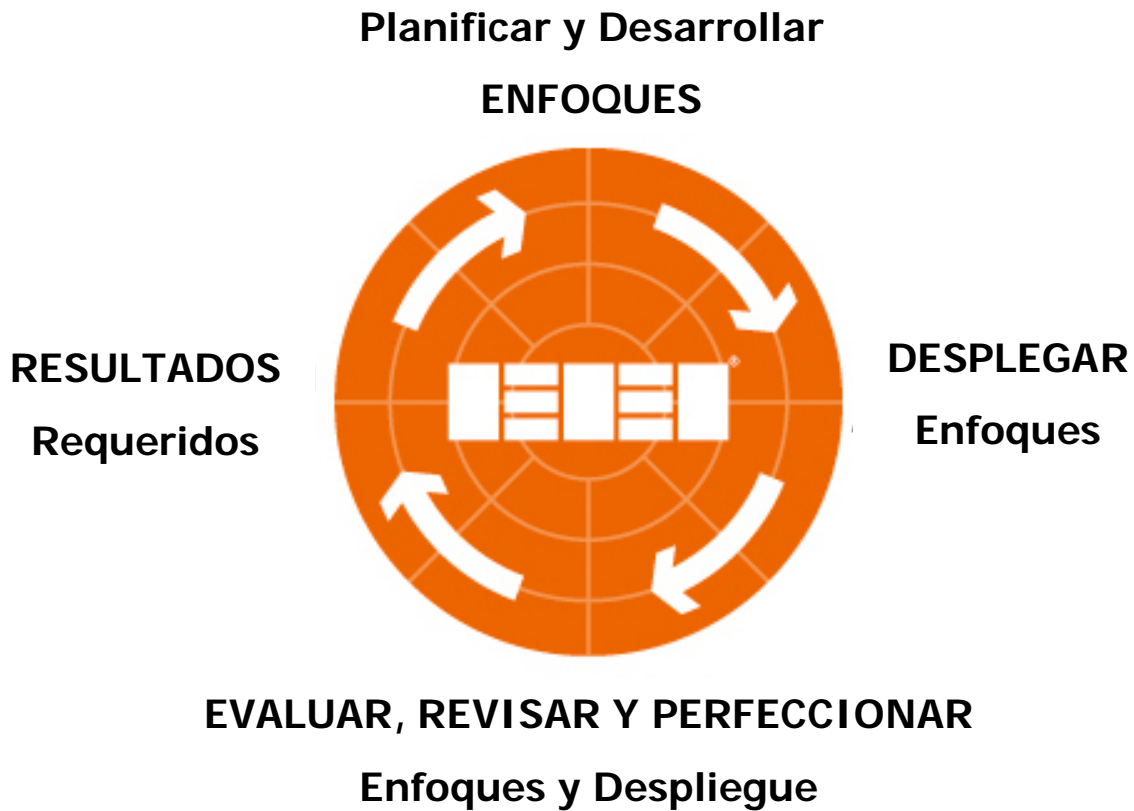 Planificar y Desarrollar
ENFOQUES
RESULTADOS
Requeridos
®
DESPLEGAR
Enfoques
EVALUAR, REVISAR Y PERFECCIONAR
Enfoques y Despliegue